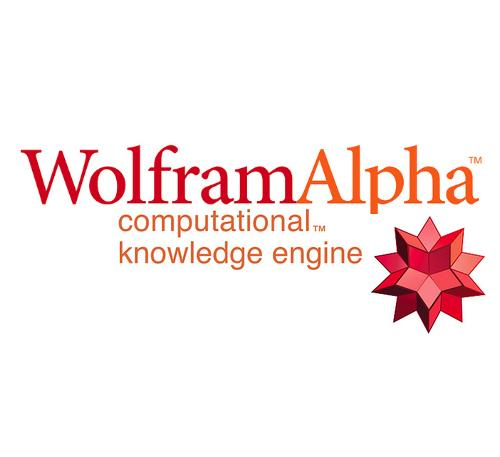 WolframAlpha™
computational™
knowledge engine